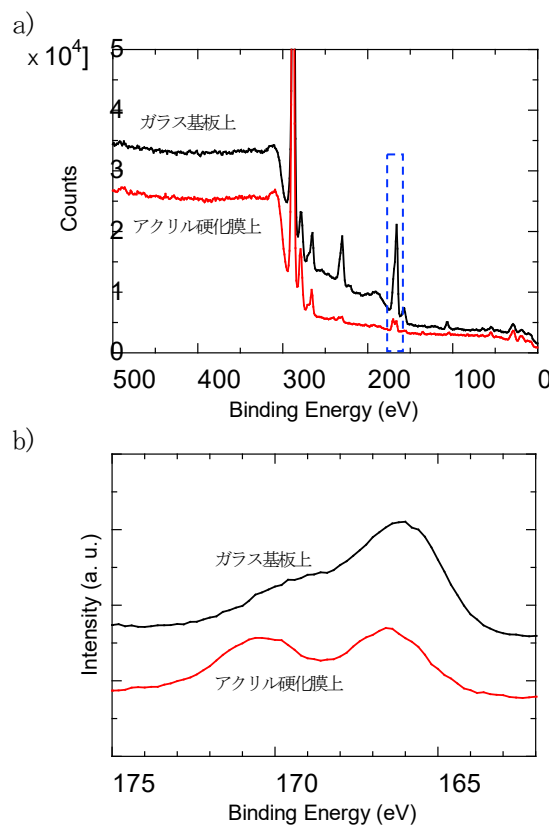 a)
× 10⁴]
5
4
3
2
1
0
Counts
ガラス基板上
アクリル硬化膜上
500 400 300 200 100 0
Binding Energy (eV)
b)
Intensity (a. u.)
ガラス基板上
アクリル硬化膜上
175 170 165
Binding Energy (eV)